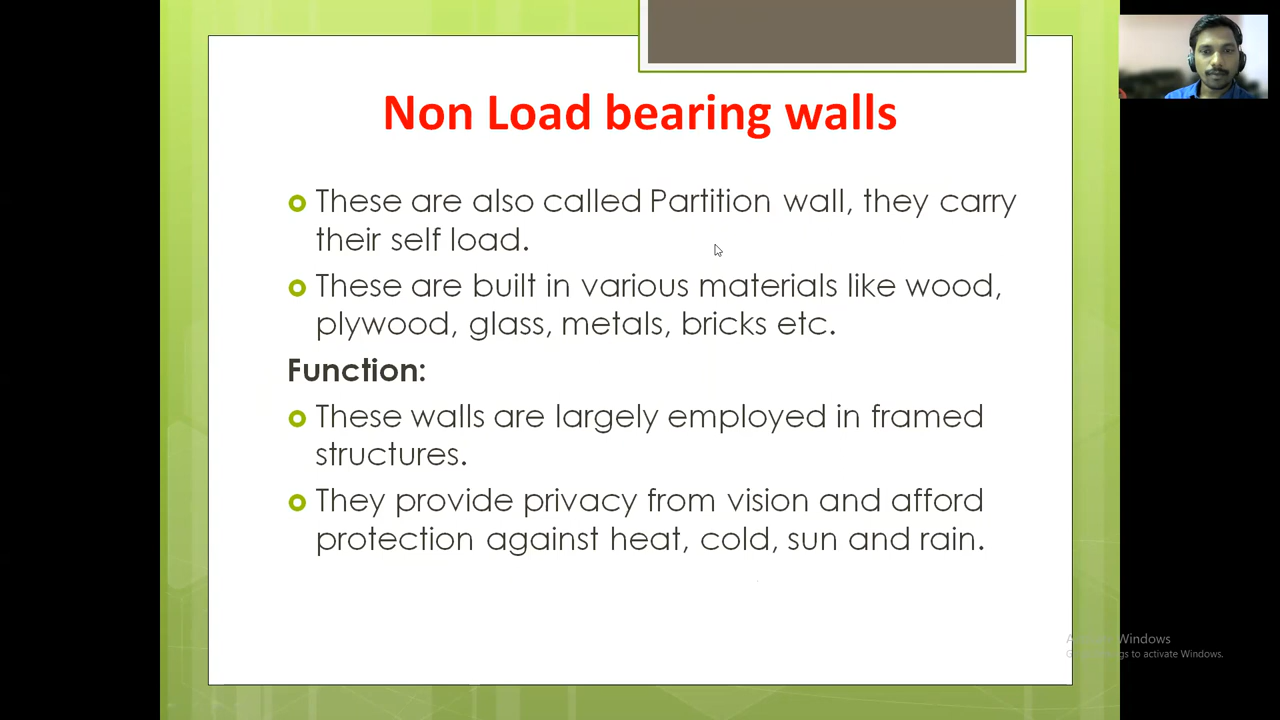 Non Load bearing walls
These are also called Partition wall, they carry
their self load.
These are built in various materials like wood,
plywood, glass, metals, bricks etc.
Function:
These walls are largely employed in framed
structures.
They provide privacy from vision and afford
protection against heat, cold, sun and rain.
Windows
to activate Windows.